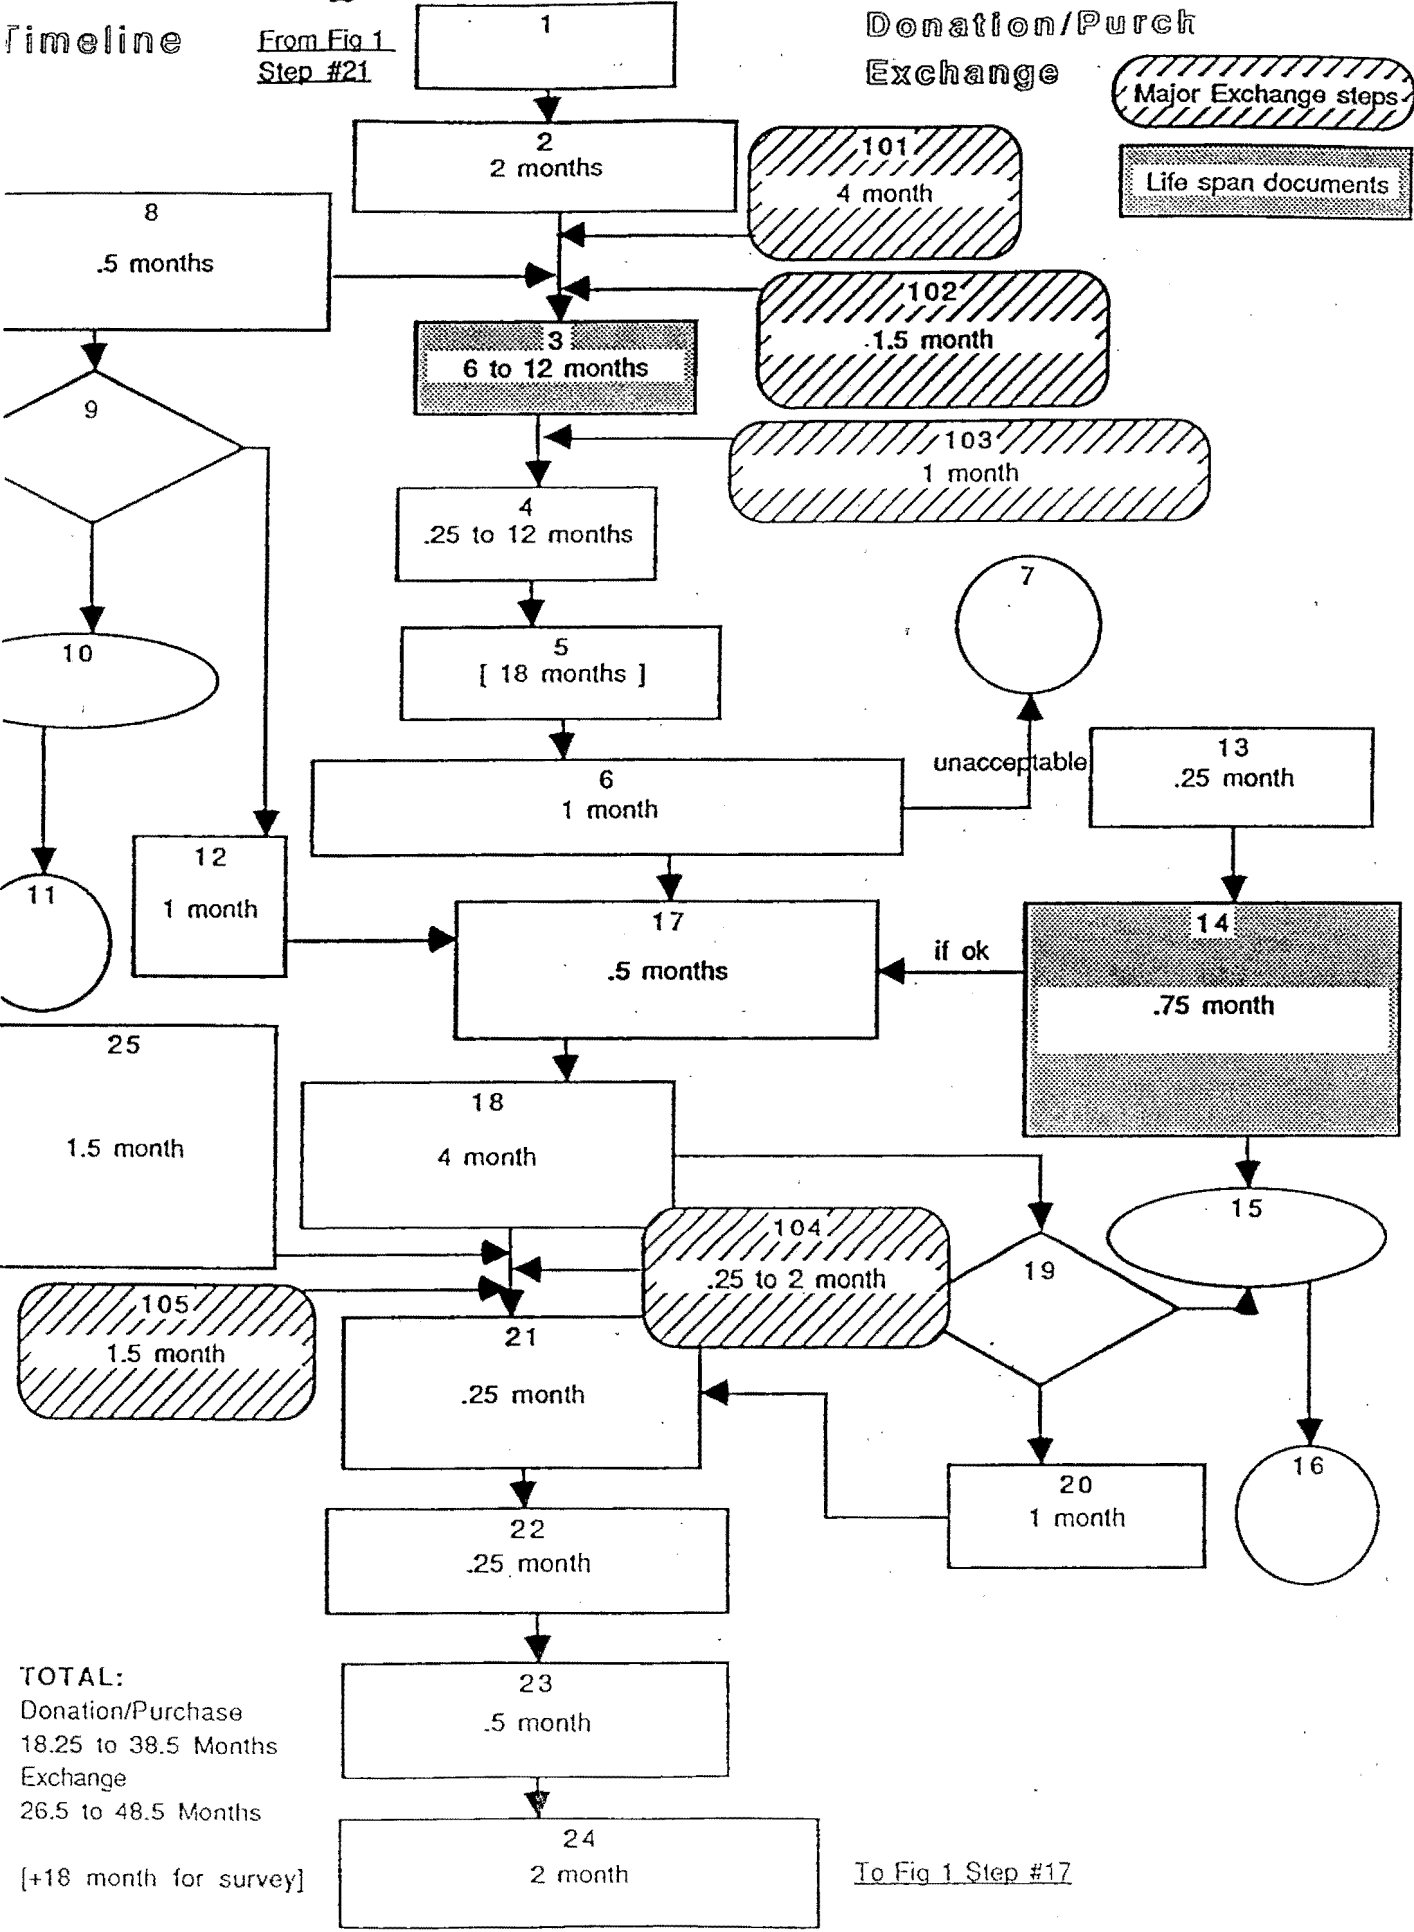 Timeline
From Fig 1
Step #21
1
Donation/Purch
Exchange
Major Exchange steps
Life span documents
2
2 months
101
4 month
8
.5 months
102
1.5 month
3
6 to 12 months
9
103
1 month
4
.25 to 12 months
7
5
[ 18 months ]
10
unacceptable
13
.25 month
6
1 month
12
1 month
11
17
.5 months
if ok
14
.75 month
25
1.5 month
18
4 month
15
104
.25 to 2 month
19
105
1.5 month
21
.25 month
16
20
1 month
22
.25 month
23
.5 month
TOTAL:
Donation/Purchase
18.25 to 38.5 Months
Exchange
26.5 to 48.5 Months
[+18 month for survey]
24
2 month
To Fig 1 Step #17